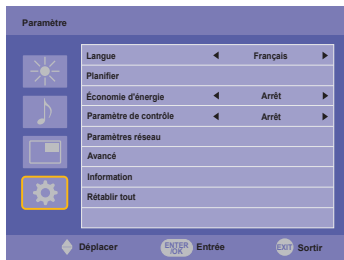 Paramètre
Langue Français
Planifier
Économie d'énergie Arrêt
Paramètre de contrôle Arrêt
Paramètres réseau
Avancé
Information
Rétablir tout
Déplacer ENTER /OK Entrée EXIT Sortir